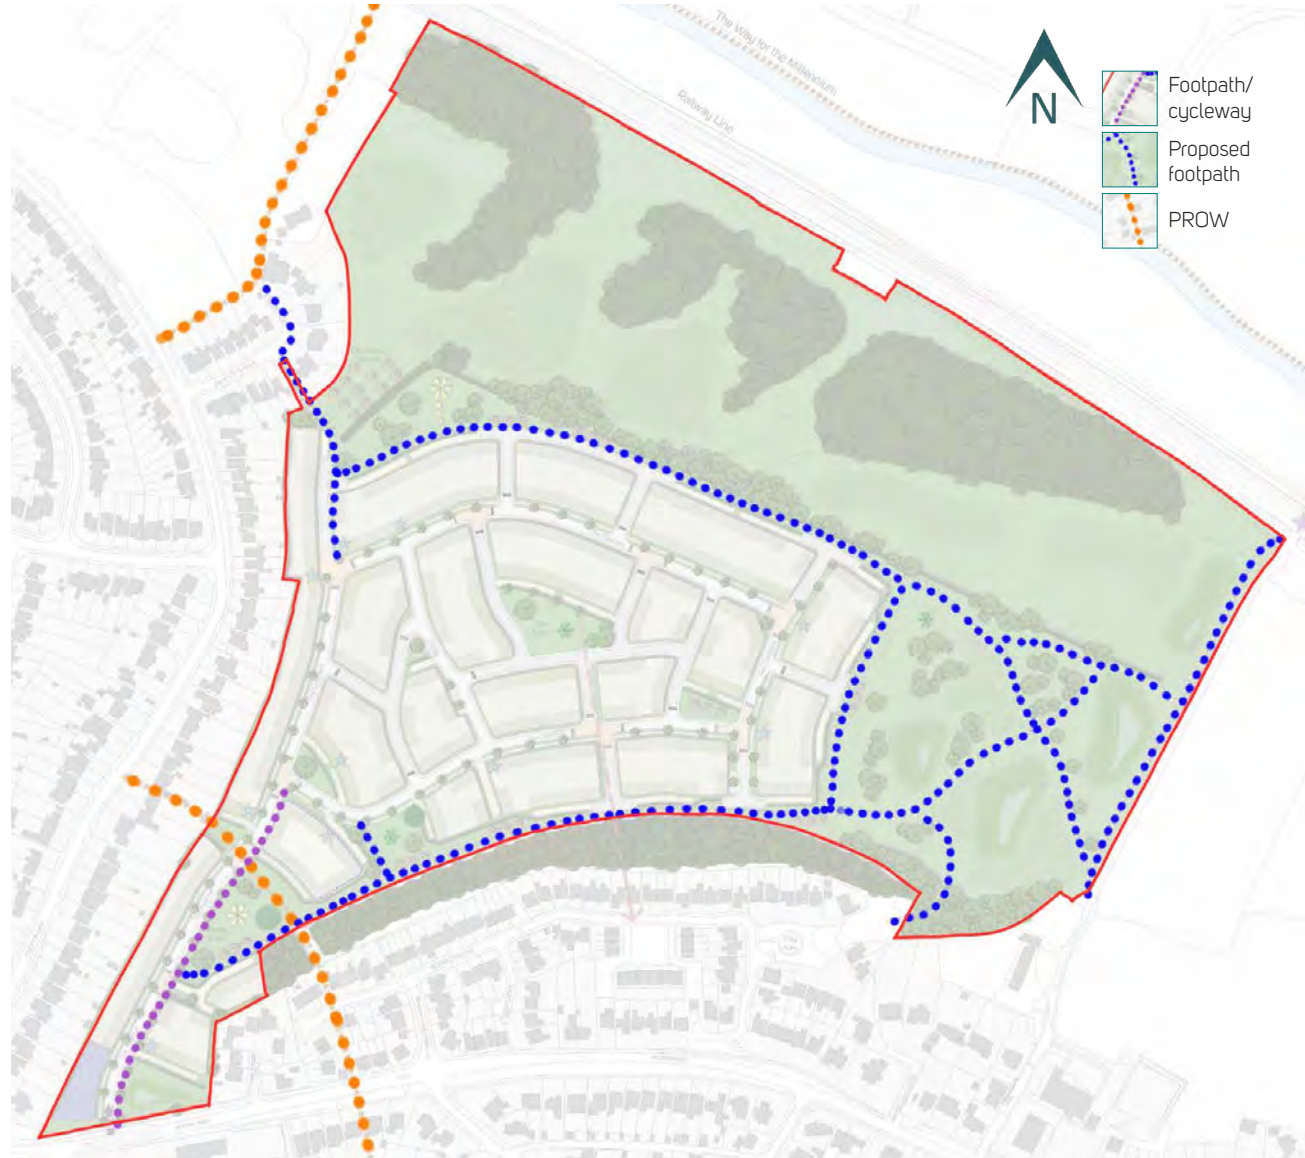 The Way for the Millennium
Railway Line
N
Footpath/
cycleway
Proposed
footpath
PROW